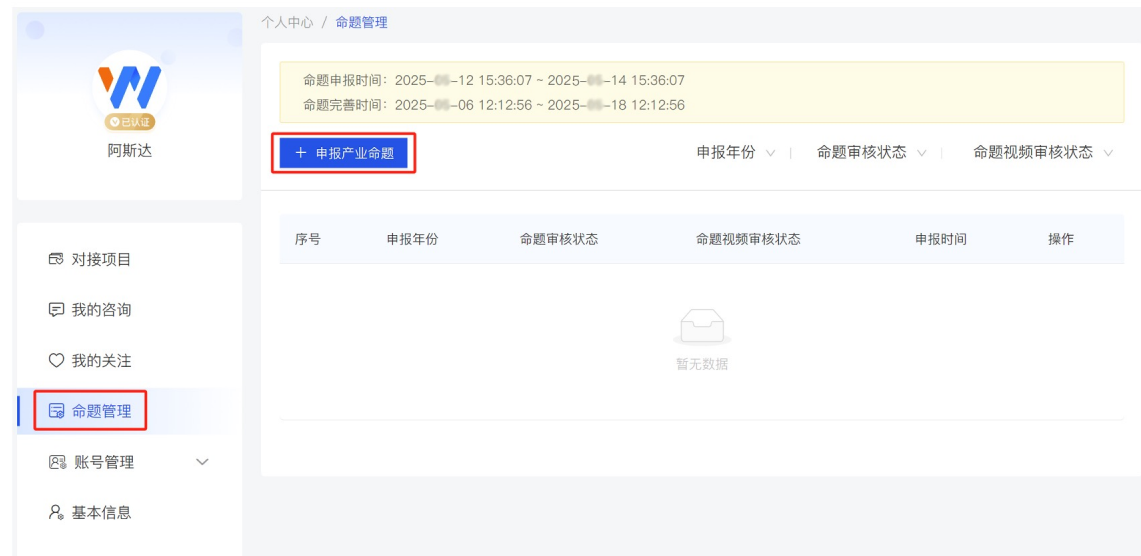 个人中心 / 命题管理
已认证
阿斯达
命题申报时间：2025- -12 15:36:07 ~ 2025- -14 15:36:07
命题完善时间：2025- -06 12:12:56 ~ 2025- -18 12:12:56
+ 申报产业命题
申报年份 命题审核状态 命题视频审核状态
序号 申报年份 命题审核状态 命题视频审核状态 申报时间 操作
暂无数据
对接项目
我的咨询
我的关注
命题管理
账号管理
基本信息